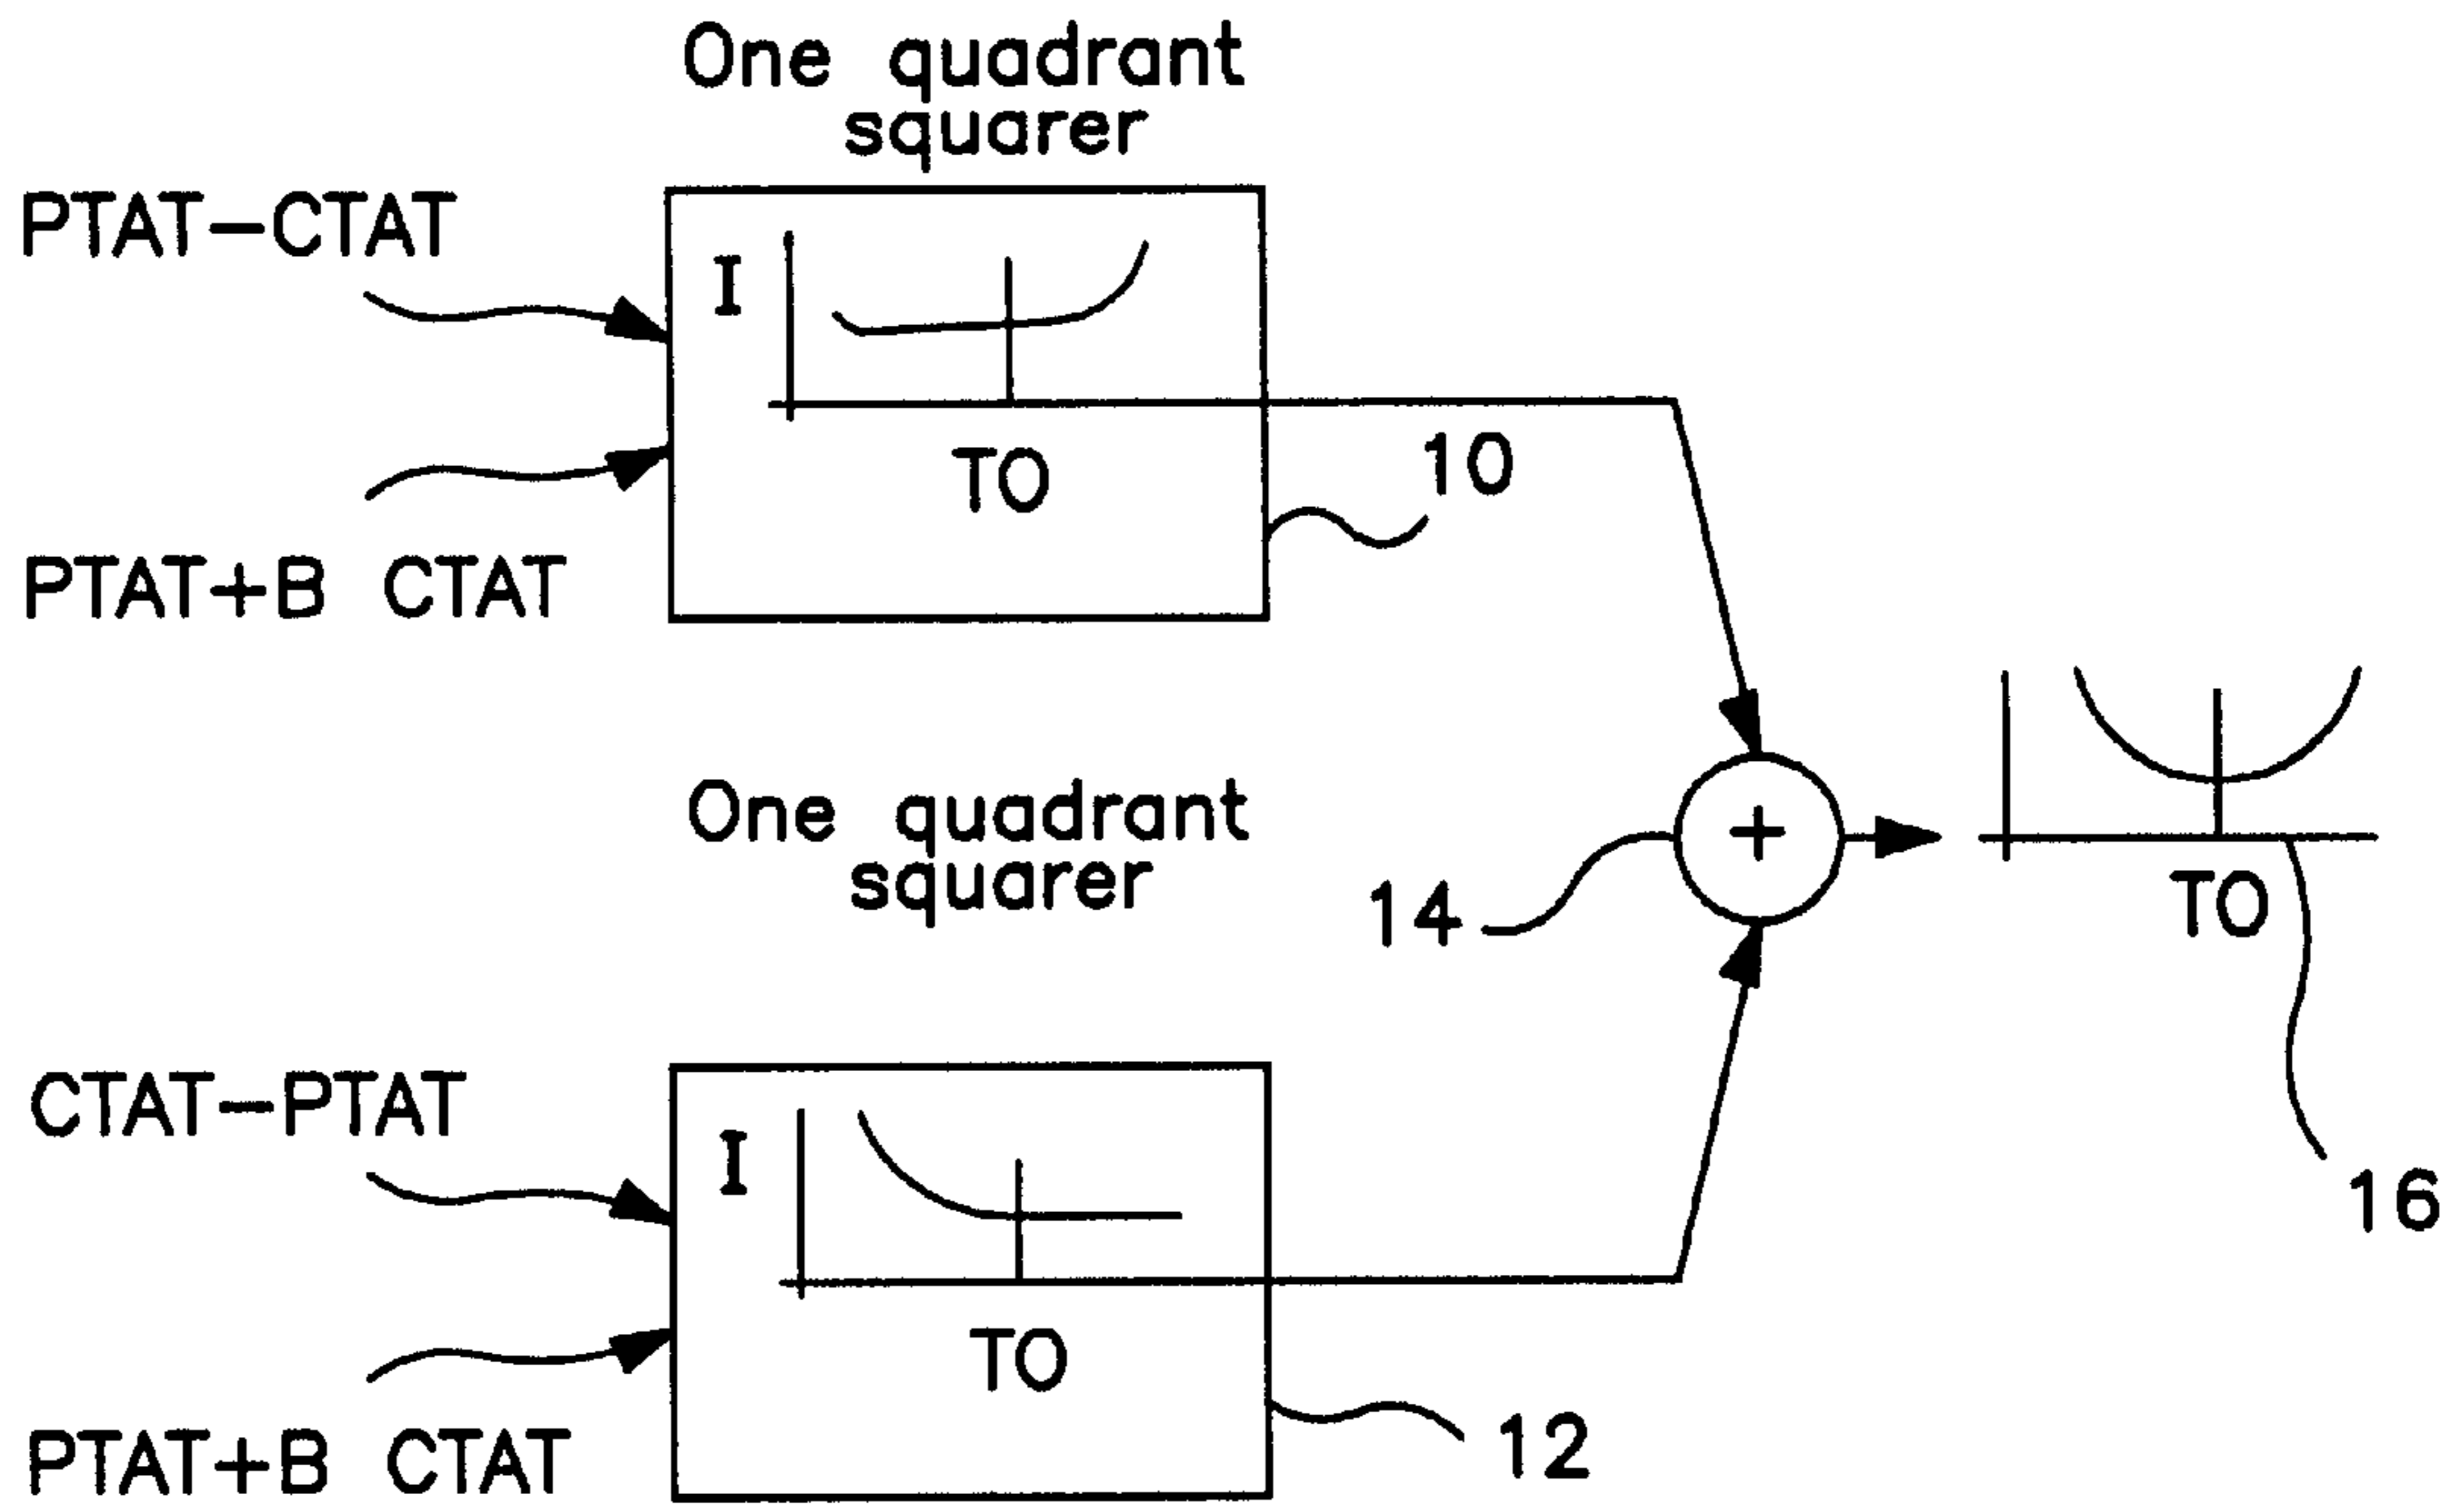 One quadrant
squarer
PTAT-CTAT
I
TO
10
PTAT+B CTAT
One quadrant
squarer
+
14
TO
16
CTAT-PTAT
I
TO
12
PTAT+B CTAT